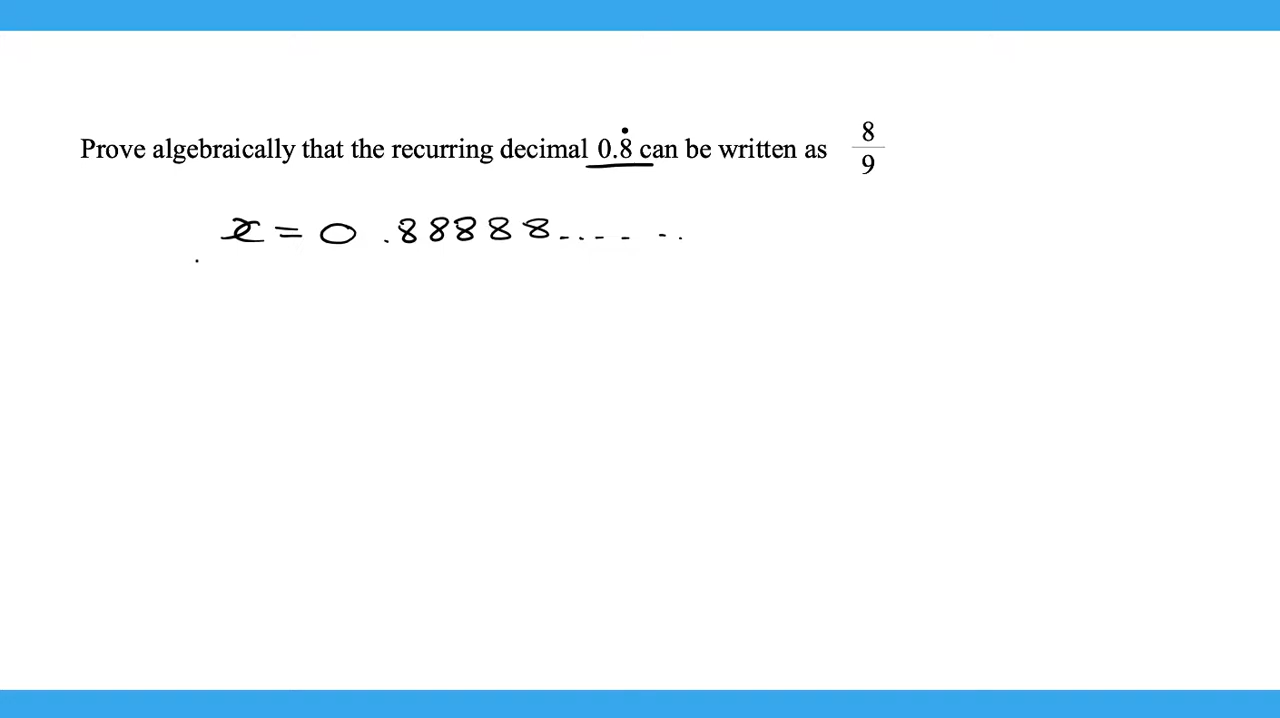 Prove algebraically that the recurring decimal 0.8̇ can be written as 8/9
x = 0.88888.... ..